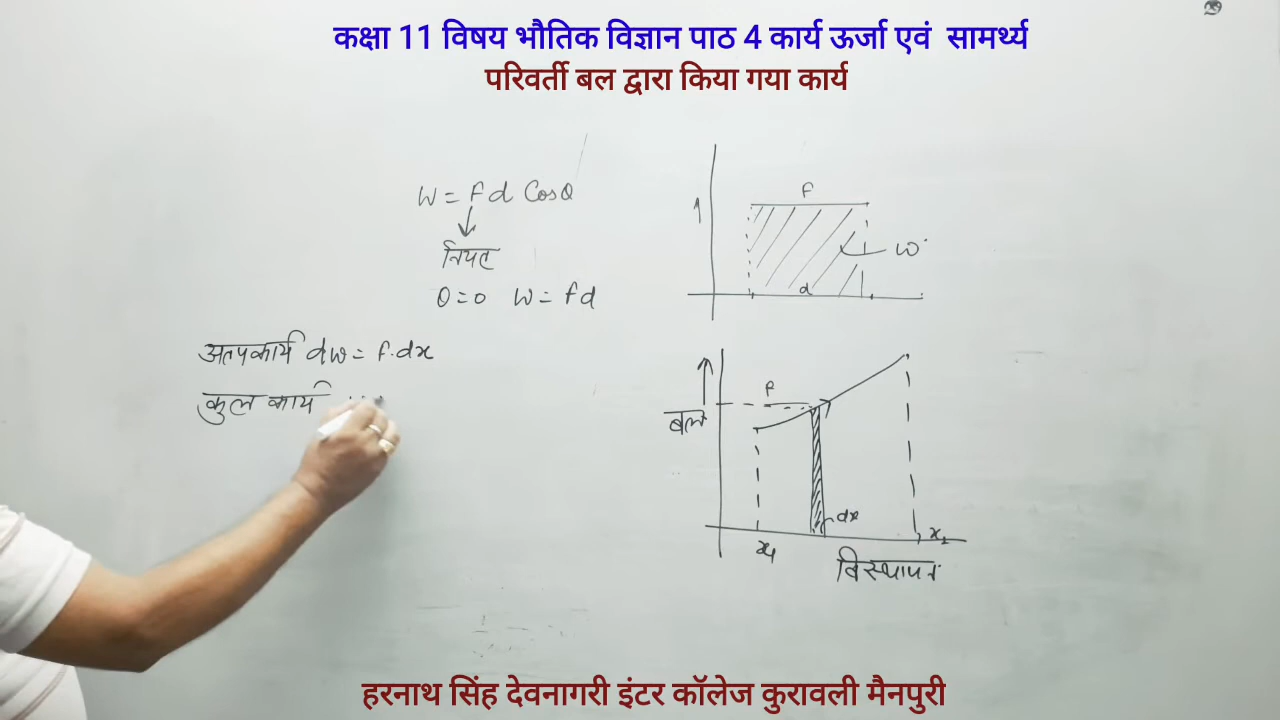 कक्षा 11 विषय भौतिक विज्ञान पाठ 4 कार्य ऊर्जा एवं सामर्थ्य
परिवर्ती बल द्वारा किया गया कार्य
W = F d Cosθ
नियत
θ=0 W = fd
अल्पकार्य dw = F.dx
कुल कार्य
F
W
d
बल
F
dx
x₁
x₂
विस्थापन
हरनाथ सिंह देवनागरी इंटर कॉलेज कुरावली मैनपुरी